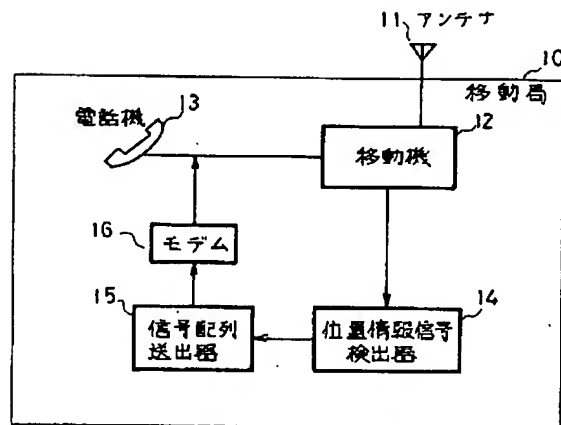 11 アンテナ
10
移動局
13
電話機
12
移動機
16
モデム
15
信号配列
送出器
14
位置情報信号
検出器